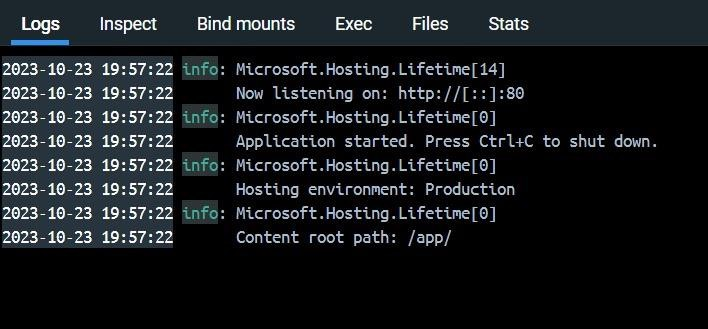 Logs Inspect Bind mounts Exec Files Stats
2023-10-23 19:57:22 info: Microsoft.Hosting.Lifetime[14]
2023-10-23 19:57:22       Now listening on: http://[::]:80
2023-10-23 19:57:22 info: Microsoft.Hosting.Lifetime[0]
2023-10-23 19:57:22       Application started. Press Ctrl+C to shut down.
2023-10-23 19:57:22 info: Microsoft.Hosting.Lifetime[0]
2023-10-23 19:57:22       Hosting environment: Production
2023-10-23 19:57:22 info: Microsoft.Hosting.Lifetime[0]
2023-10-23 19:57:22       Content root path: /app/